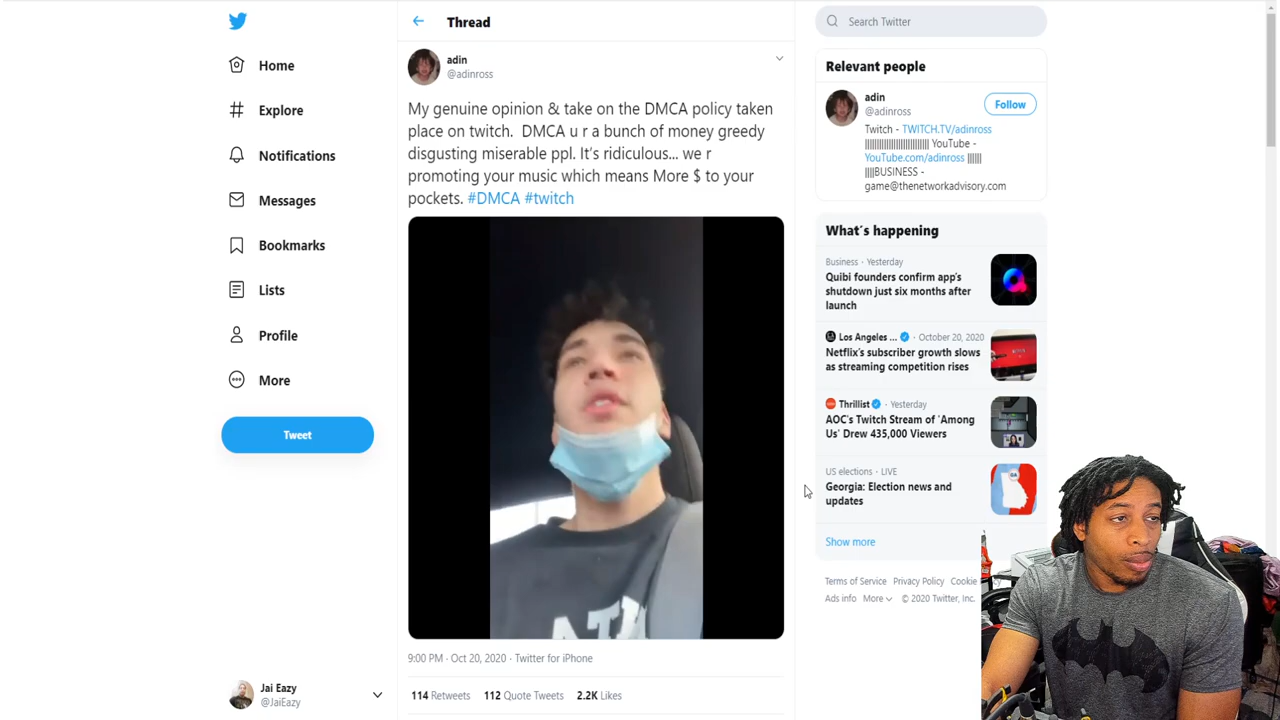 Thread
Search Twitter
Home
Explore
Notifications
Messages
Bookmarks
Lists
Profile
More
Tweet
Jai Eazy
@JaiEazy
adin
@adinross
My genuine opinion & take on the DMCA policy taken
place on twitch. DMCA u r a bunch of money greedy
disgusting miserable ppl. It's ridiculous... we r
promoting your music which means More $ to your
pockets. #DMCA #twitch
9:00 PM · Oct 20, 2020 · Twitter for iPhone
114 Retweets 112 Quote Tweets 2.2K Likes
Relevant people
adin
@adinross
Follow
Twitch - TWITCH.TV/adinross
YouTube -
YouTube.com/adinross
BUSINESS -
game@thenetworkadvisory.com
What's happening
Business · Yesterday
Quibi founders confirm app's
shutdown just six months after
launch
Los Angeles ... · October 20, 2020
Netflix's subscriber growth slows
as streaming competition rises
Thrillist · Yesterday
AOC's Twitch Stream of 'Among
Us' Drew 435,000 Viewers
US elections · LIVE
Georgia: Election news and
updates
Show more
Terms of Service Privacy Policy Cookie
Ads info More © 2020 Twitter, Inc.